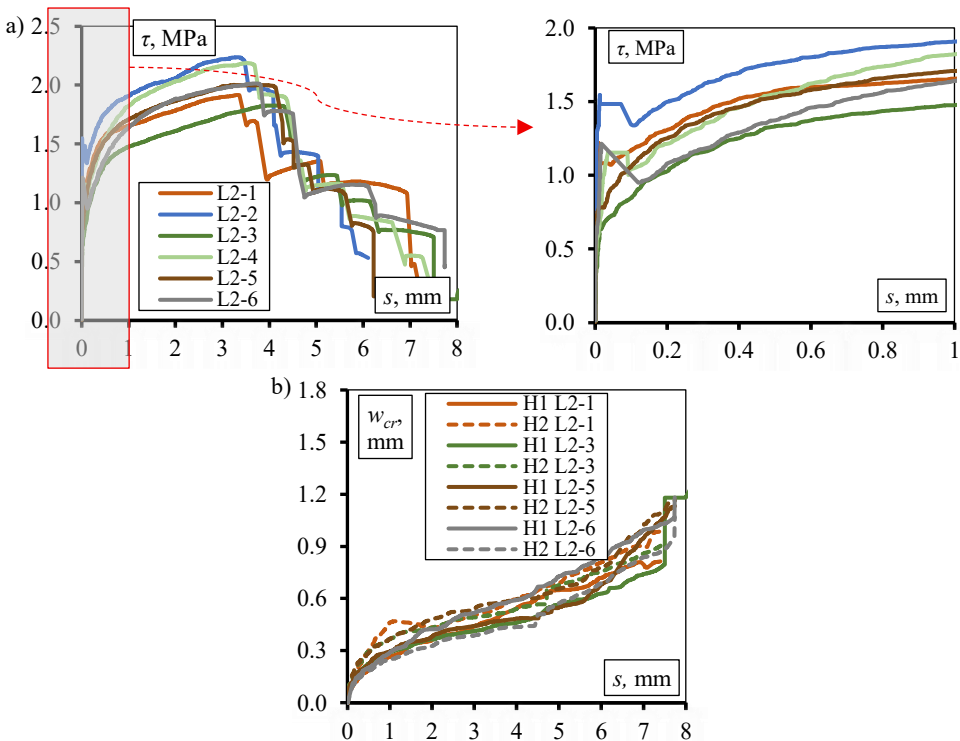 a)
τ, MPa
2.5
2.0
1.5
1.0
0.5
0.0
L2-1
L2-2
L2-3
L2-4
L2-5
L2-6
s, mm
0 1 2 3 4 5 6 7 8
τ, MPa
2.0
1.5
1.0
0.5
0.0
s, mm
0 0.2 0.4 0.6 0.8 1
b)
w_cr,
mm
1.8
1.5
1.2
0.9
0.6
0.3
0.0
H1 L2-1
H2 L2-1
H1 L2-3
H2 L2-3
H1 L2-5
H2 L2-5
H1 L2-6
H2 L2-6
s, mm
0 1 2 3 4 5 6 7 8